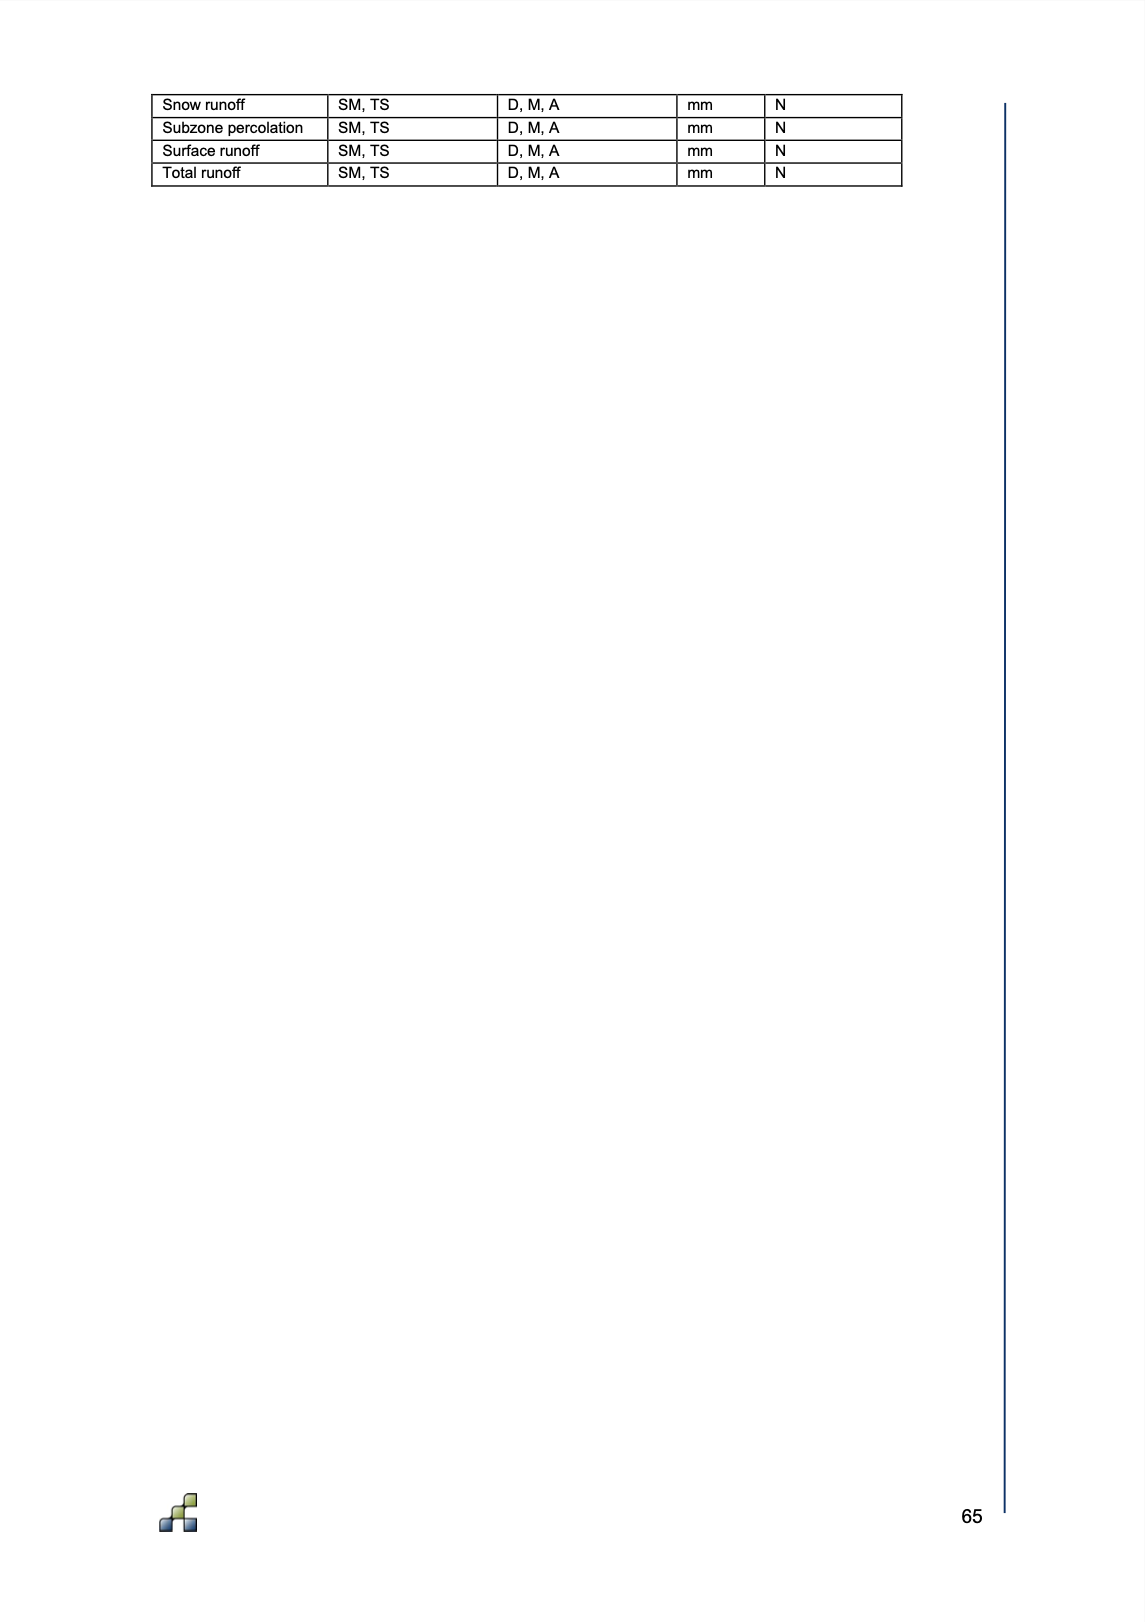 Snow runoff SM, TS D, M, A mm N
Subzone percolation SM, TS D, M, A mm N
Surface runoff SM, TS D, M, A mm N
Total runoff SM, TS D, M, A mm N
65